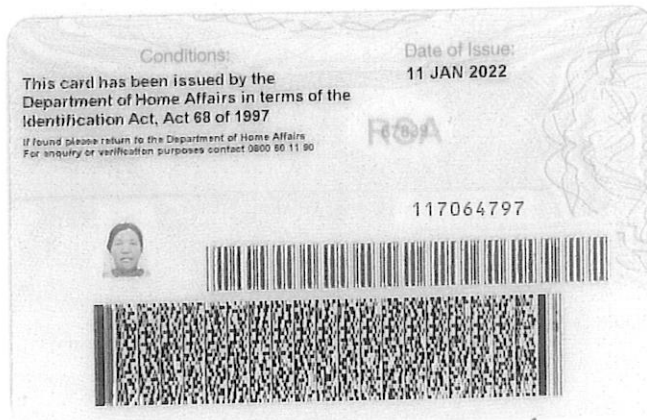 Conditions:
This card has been issued by the
Department of Home Affairs in terms of the
Identification Act, Act 68 of 1997
If found please return to the Department of Home Affairs
For enquiry or verification purposes contact 0800 60 11 90
Date of Issue:
11 JAN 2022
RSA
117064797